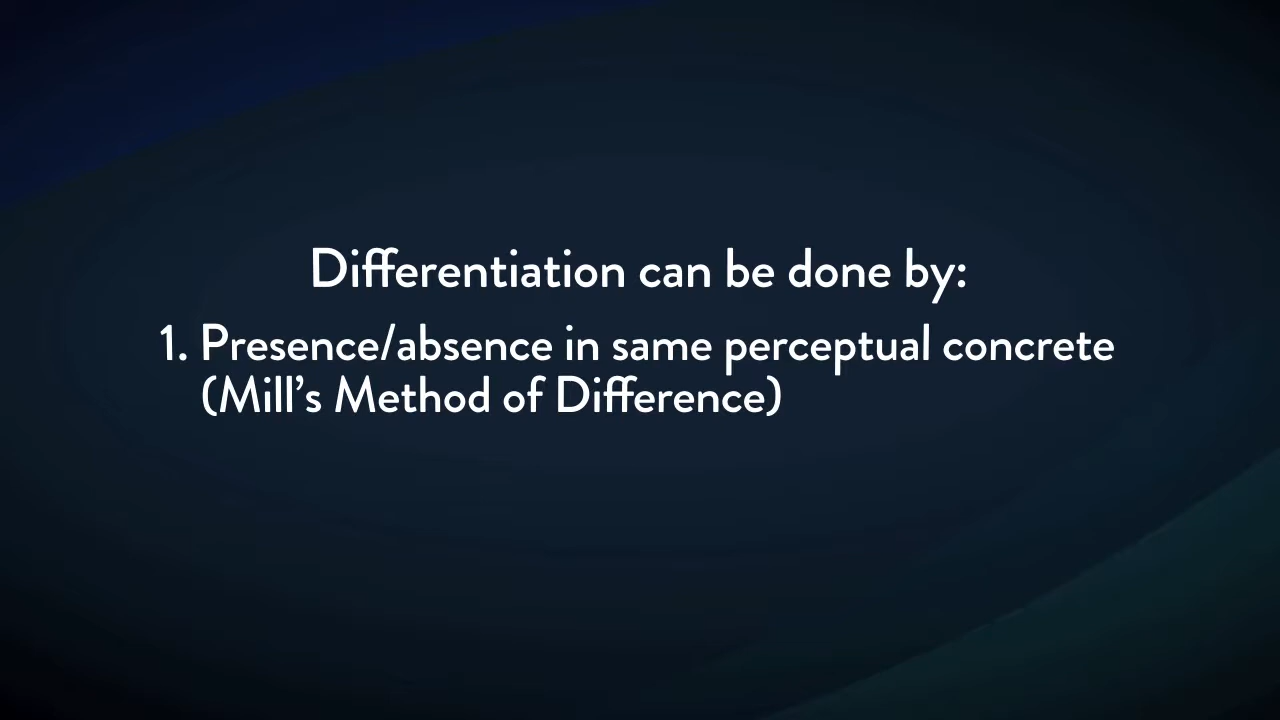 Differentiation can be done by:
1. Presence/absence in same perceptual concrete
(Mill’s Method of Difference)